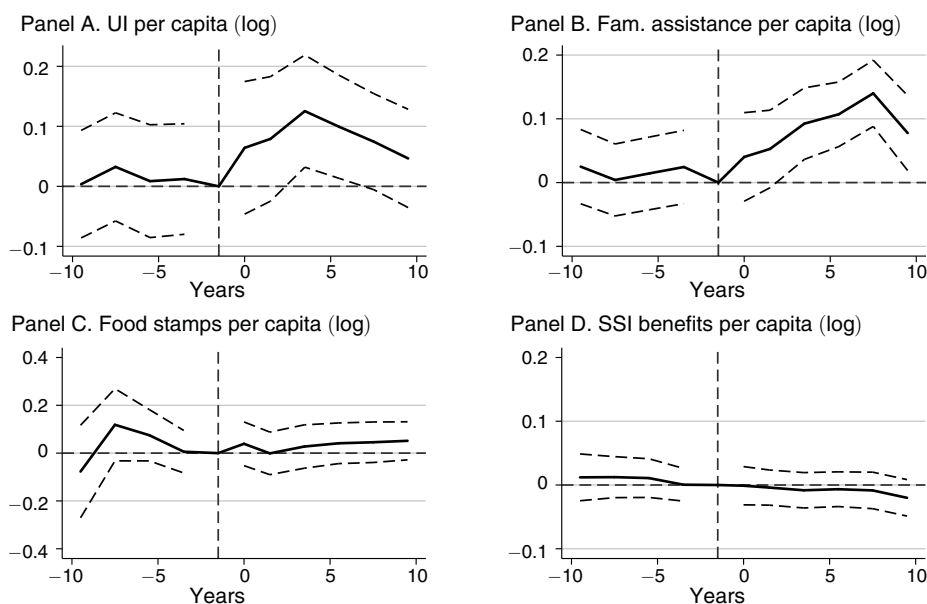 Panel A. UI per capita (log)
0.2
0.1
0
−0.1
−10 −5 0 5 10
Years
Panel B. Fam. assistance per capita (log)
0.2
0.1
0
−0.1
−10 −5 0 5 10
Years
Panel C. Food stamps per capita (log)
0.4
0.2
0
−0.2
−0.4
−10 −5 0 5 10
Years
Panel D. SSI benefits per capita (log)
0.2
0.1
0
−0.1
−10 −5 0 5 10
Years